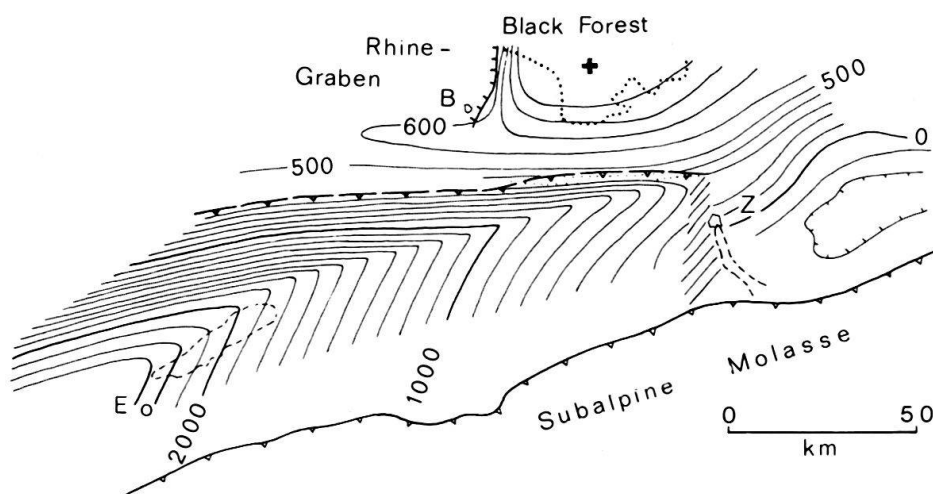 Black Forest
Rhine-
Graben
B
600
500
500
0
Z
E
2000
1000
Subalpine Molasse
0 50
km